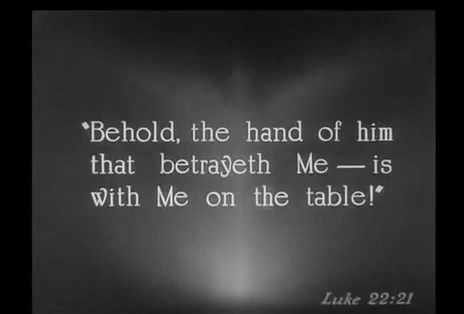 "Behold, the hand of him
that betrayeth Me — is
with Me on the table!"
Luke 22:21